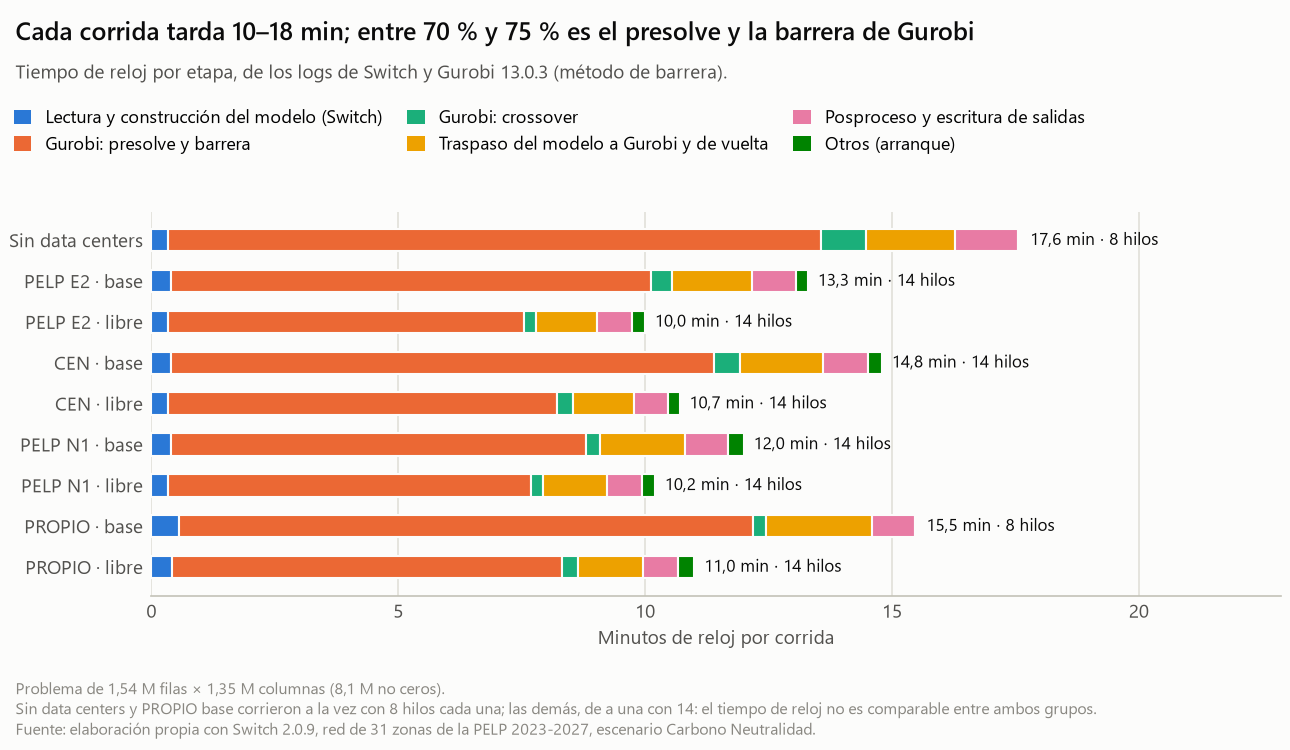 Cada corrida tarda 10–18 min; entre 70 % y 75 % es el presolve y la barrera de Gurobi
Tiempo de reloj por etapa, de los logs de Switch y Gurobi 13.0.3 (método de barrera).
Lectura y construcción del modelo (Switch)
Gurobi: presolve y barrera
Gurobi: crossover
Traspaso del modelo a Gurobi y de vuelta
Posproceso y escritura de salidas
Otros (arranque)
Sin data centers
17,6 min · 8 hilos
PELP E2 · base
13,3 min · 14 hilos
PELP E2 · libre
10,0 min · 14 hilos
CEN · base
14,8 min · 14 hilos
CEN · libre
10,7 min · 14 hilos
PELP N1 · base
12,0 min · 14 hilos
PELP N1 · libre
10,2 min · 14 hilos
PROPIO · base
15,5 min · 8 hilos
PROPIO · libre
11,0 min · 14 hilos
0 5 10 15 20
Minutos de reloj por corrida
Problema de 1,54 M filas × 1,35 M columnas (8,1 M no ceros).
Sin data centers y PROPIO base corrieron a la vez con 8 hilos cada una; las demás, de a una con 14: el tiempo de reloj no es comparable entre ambos grupos.
Fuente: elaboración propia con Switch 2.0.9, red de 31 zonas de la PELP 2023-2027, escenario Carbono Neutralidad.